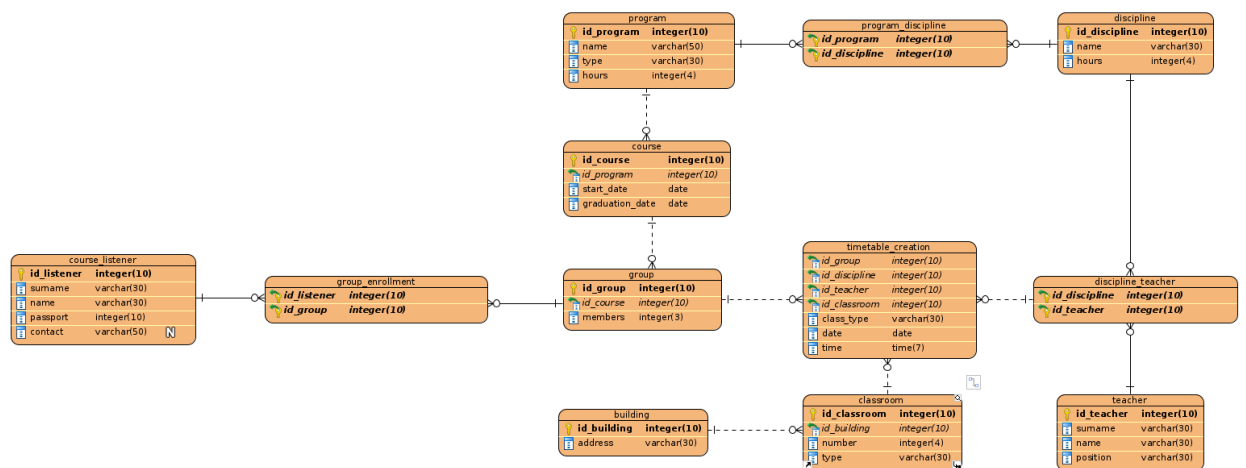 program
id_program integer(10)
name varchar(50)
type varchar(30)
hours integer(4)
program_discipline
id_program integer(10)
id_discipline integer(10)
discipline
id_discipline integer(10)
name varchar(30)
hours integer(4)
course
id_course integer(10)
id_program integer(10)
start_date date
graduation_date date
course_listener
id_listener integer(10)
surname varchar(30)
name varchar(30)
passport integer(10)
contact varchar(50) N
group_enrollment
id_listener integer(10)
id_group integer(10)
group
id_group integer(10)
id_course integer(10)
members integer(3)
timetable_creation
id_group integer(10)
id_discipline integer(10)
id_teacher integer(10)
id_classroom integer(10)
class_type varchar(30)
date date
time time(7)
discipline_teacher
id_discipline integer(10)
id_teacher integer(10)
building
id_building integer(10)
address varchar(30)
classroom
id_classroom integer(10)
id_building integer(10)
number integer(4)
type varchar(30)
teacher
id_teacher integer(10)
surname varchar(30)
name varchar(30)
position varchar(30)